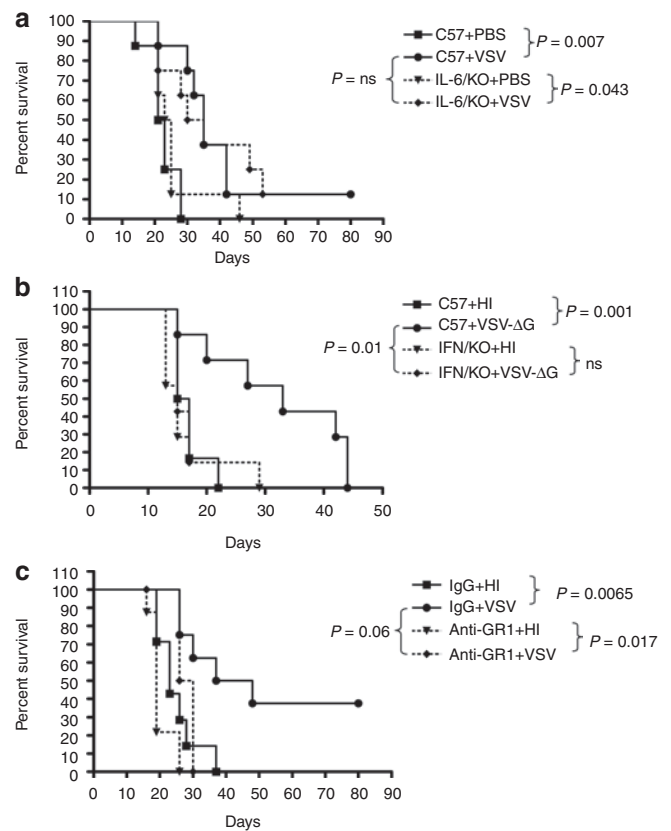 a
Percent survival
100
90
80
70
60
50
40
30
20
10
0
0 10 20 30 40 50 60 70 80 90
Days
C57+PBS
C57+VSV
IL-6/KO+PBS
IL-6/KO+VSV
P = 0.007
P = ns
P = 0.043
b
Percent survival
110
100
90
80
70
60
50
40
30
20
10
0
0 10 20 30 40 50
Days
C57+HI
C57+VSV-ΔG
IFN/KO+HI
IFN/KO+VSV-ΔG
P = 0.001
P = 0.01
ns
c
Percent survival
110
100
90
80
70
60
50
40
30
20
10
0
0 10 20 30 40 50 60 70 80 90
Days
IgG+HI
IgG+VSV
Anti-GR1+HI
Anti-GR1+VSV
P = 0.0065
P = 0.06
P = 0.017